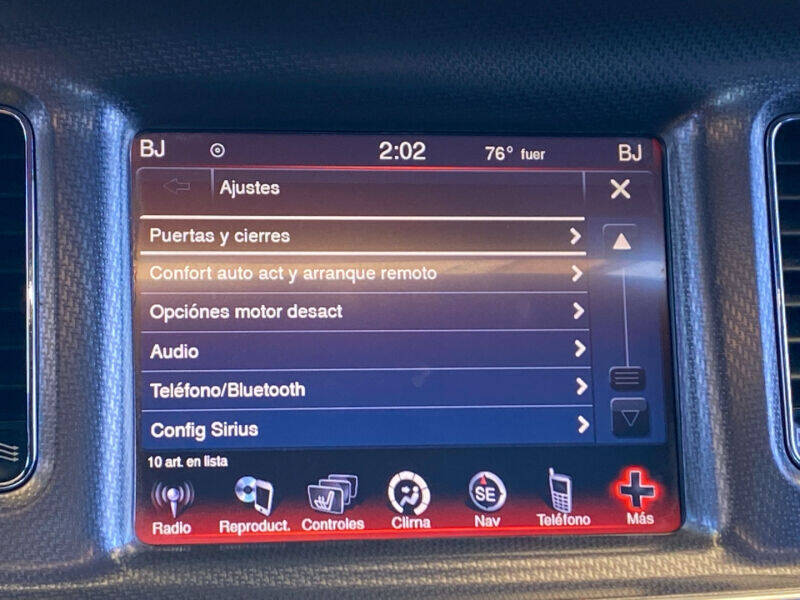 BJ 2:02 76° fuer BJ
Ajustes
Puertas y cierres
Confort auto act y arranque remoto
Opciónes motor desact
Audio
Teléfono/Bluetooth
Config Sirius
10 art. en lista
SE
Radio Reproduct. Controles Clima Nav Teléfono Más